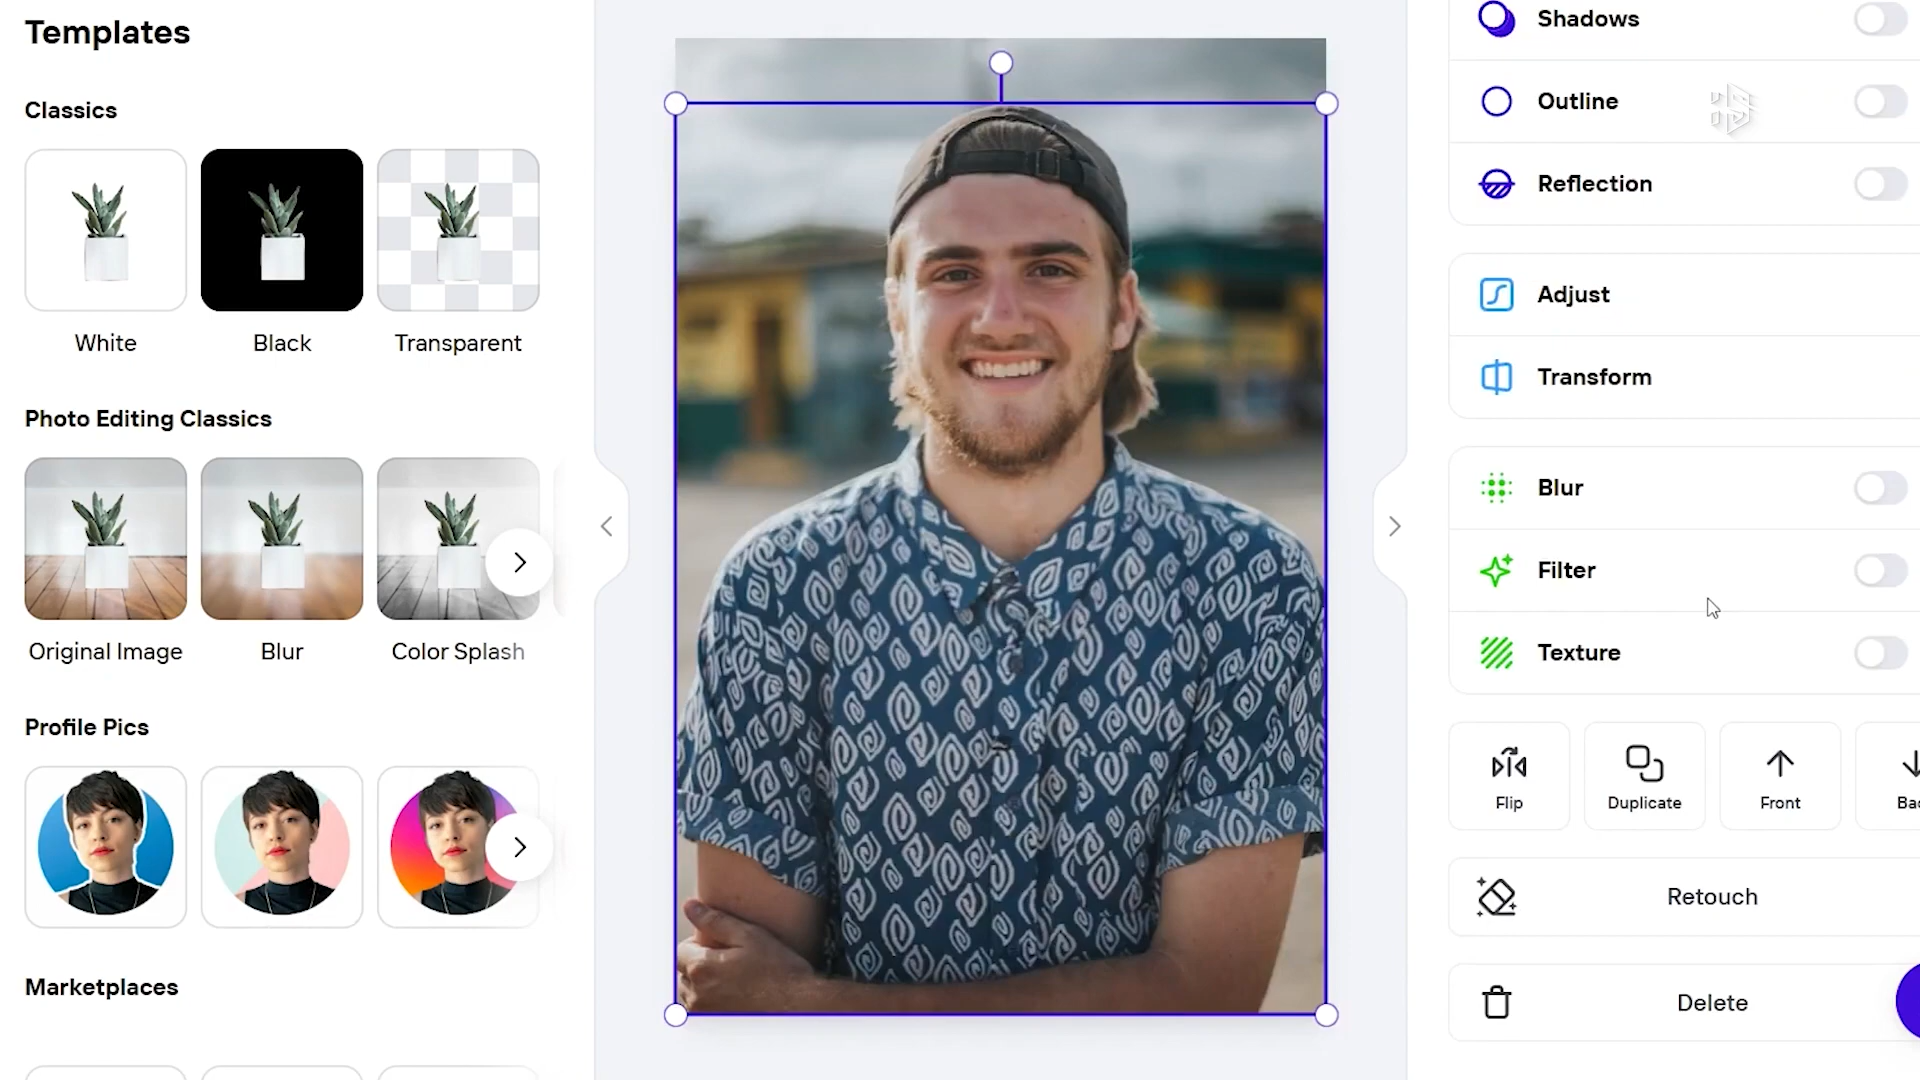 Templates
Classics
White
Black
Transparent
Photo Editing Classics
Original Image
Blur
Color Splash
Profile Pics
Marketplaces
Shadows
Outline
Reflection
Adjust
Transform
Blur
Filter
Texture
Flip
Duplicate
Front
Retouch
Delete